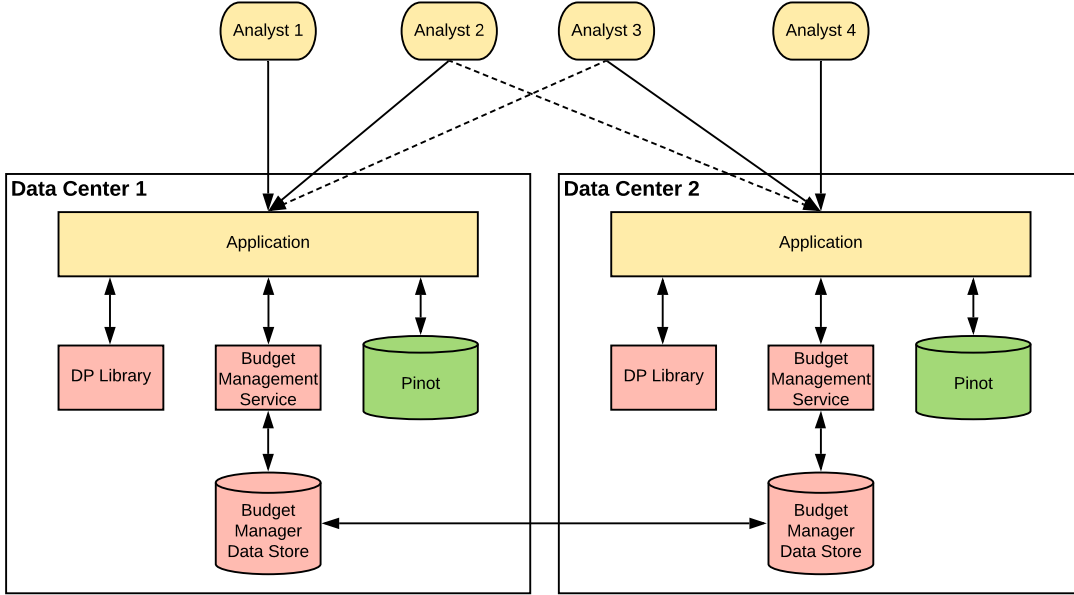 Analyst 1
Analyst 2
Analyst 3
Analyst 4
Data Center 1
Application
DP Library
Budget
Management
Service
Pinot
Budget
Manager
Data Store
Data Center 2
Application
DP Library
Budget
Management
Service
Pinot
Budget
Manager
Data Store